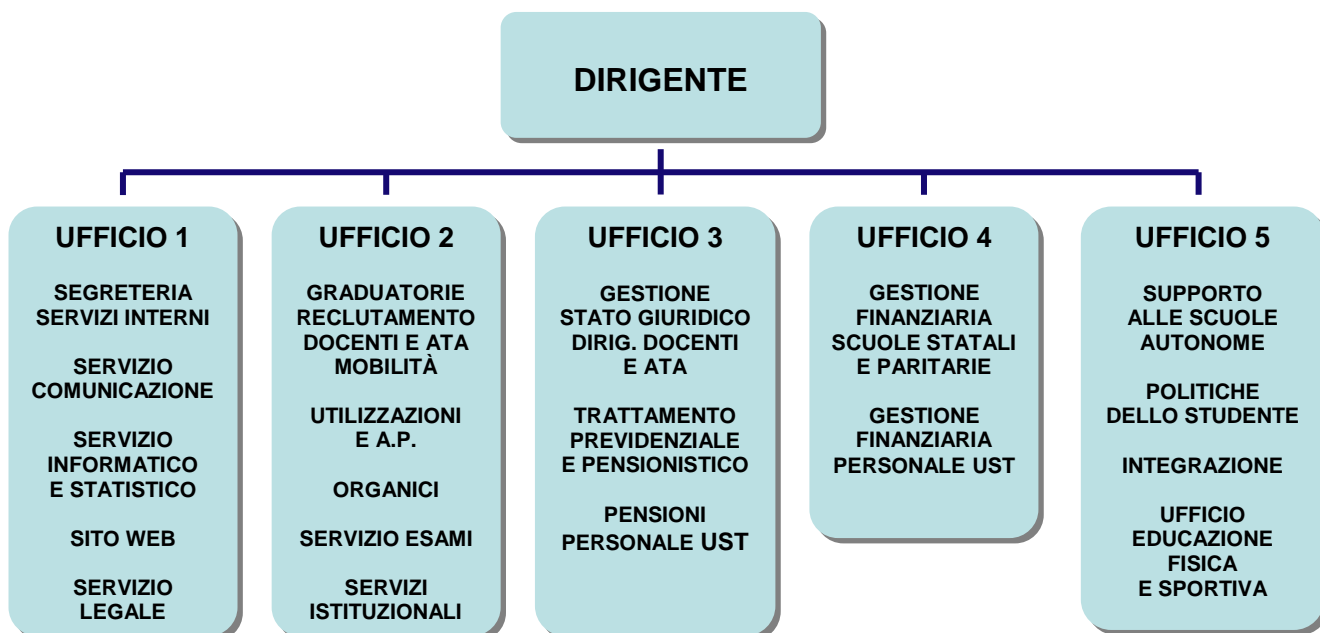 DIRIGENTE
UFFICIO 1
SEGRETERIA
SERVIZI INTERNI
SERVIZIO
COMUNICAZIONE
SERVIZIO
INFORMATICO
E STATISTICO
SITO WEB
SERVIZIO
LEGALE
UFFICIO 2
GRADUATORIE
RECLUTAMENTO
DOCENTI E ATA
MOBILITÀ
UTILIZZAZIONI
E A.P.
ORGANICI
SERVIZIO ESAMI
SERVIZI
ISTITUZIONALI
UFFICIO 3
GESTIONE
STATO GIURIDICO
DIRIG. DOCENTI
E ATA
TRATTAMENTO
PREVIDENZIALE
E PENSIONISTICO
PENSIONI
PERSONALE UST
UFFICIO 4
GESTIONE
FINANZIARIA
SCUOLE STATALI
E PARITARIE
GESTIONE
FINANZIARIA
PERSONALE UST
UFFICIO 5
SUPPORTO
ALLE SCUOLE
AUTONOME
POLITICHE
DELLO STUDENTE
INTEGRAZIONE
UFFICIO
EDUCAZIONE
FISICA
E SPORTIVA